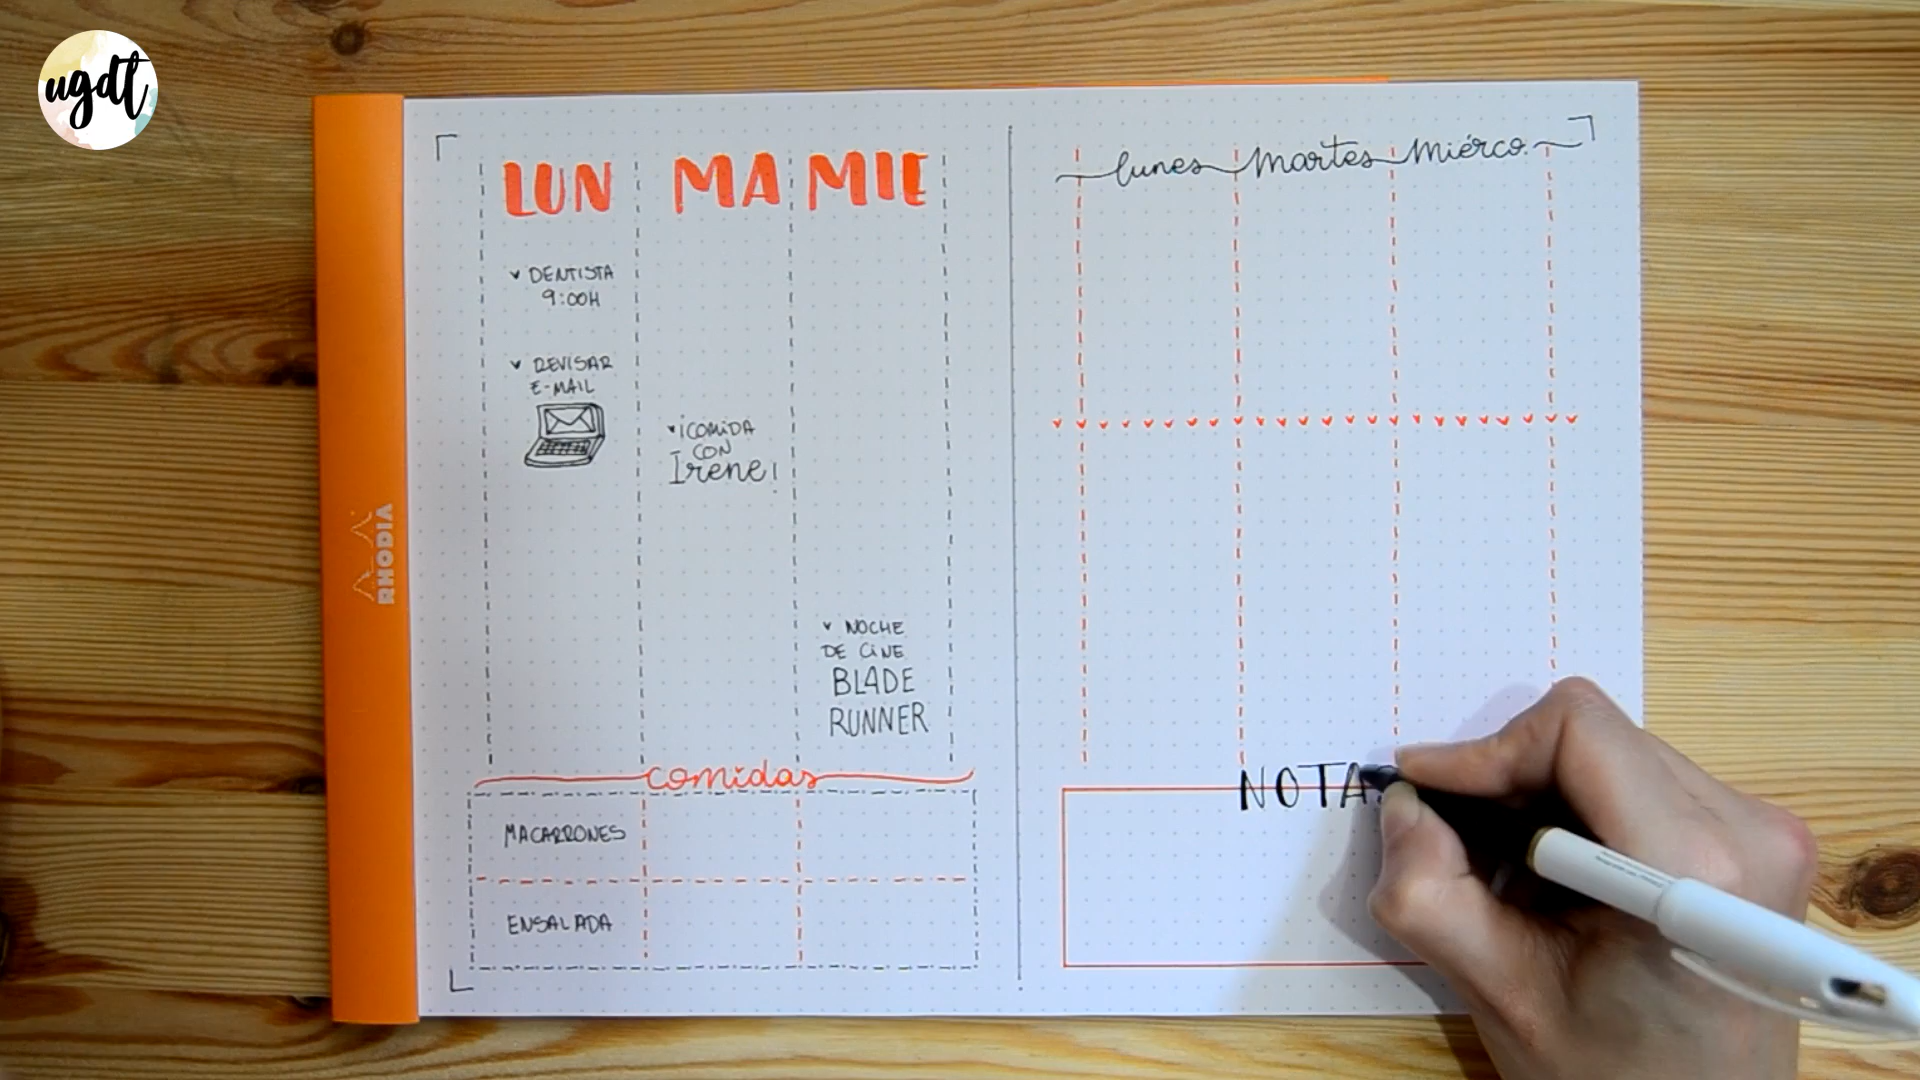 ugdt
RHODIA
LUN MA MIE
DENTISTA
9:00H
REVISAR
E-MAIL
¡COMIDA
CON
Irene!
NOCHE
DE CINE
BLADE
RUNNER
comidas
MACARRONES
ENSALADA
lunes martes miérco.
NOTA